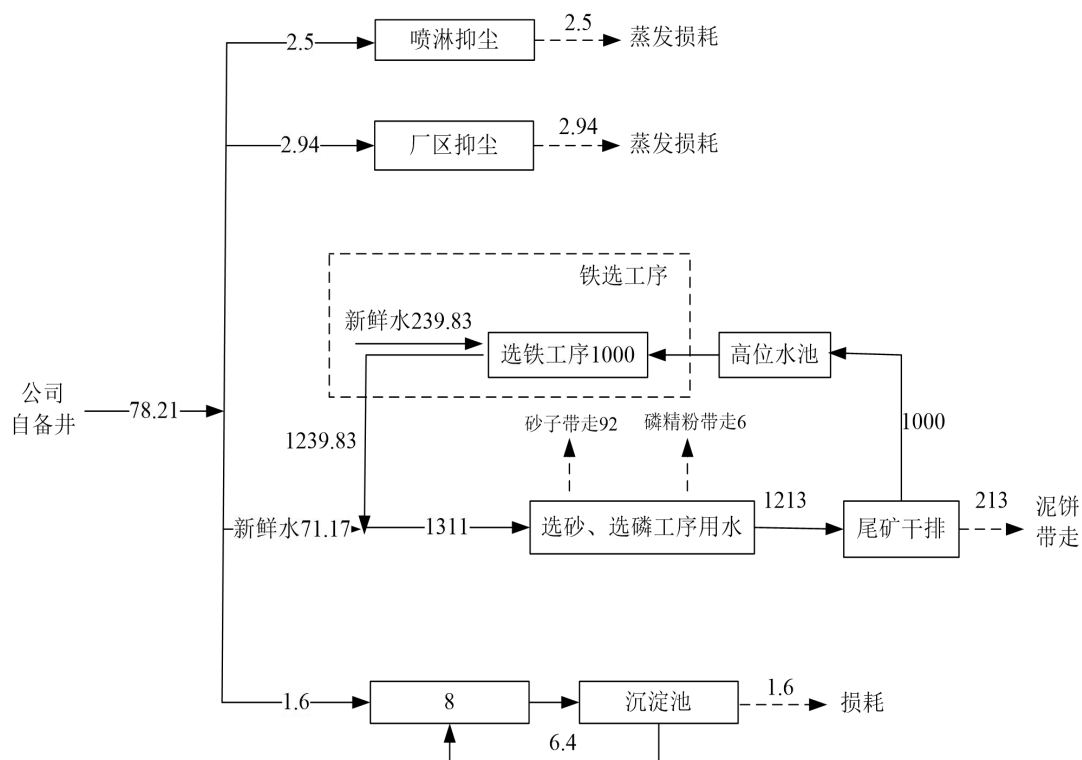 2.5
喷淋抑尘
2.5
蒸发损耗
2.94
厂区抑尘
2.94
蒸发损耗
铁选工序
新鲜水239.83
选铁工序1000
高位水池
公司
自备井
78.21
1239.83
砂子带走92
磷精粉带走6
1000
新鲜水71.17
1311
选砂、选磷工序用水
1213
尾矿干排
213
泥饼
带走
1.6
8
沉淀池
1.6
损耗
6.4